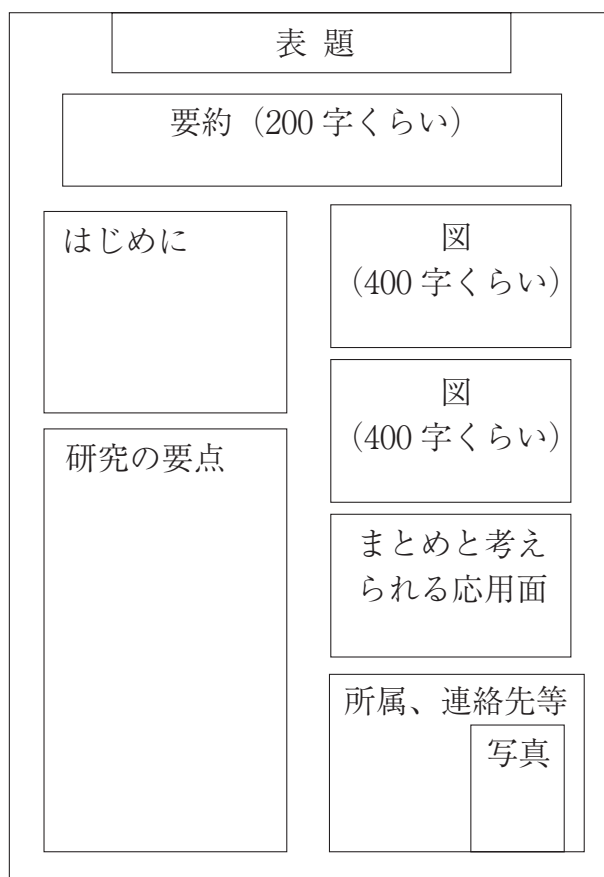 表 題
要約（200 字くらい）
はじめに
研究の要点
図
（400 字くらい）
図
（400 字くらい）
まとめと考え
られる応用面
所属、連絡先等
写真